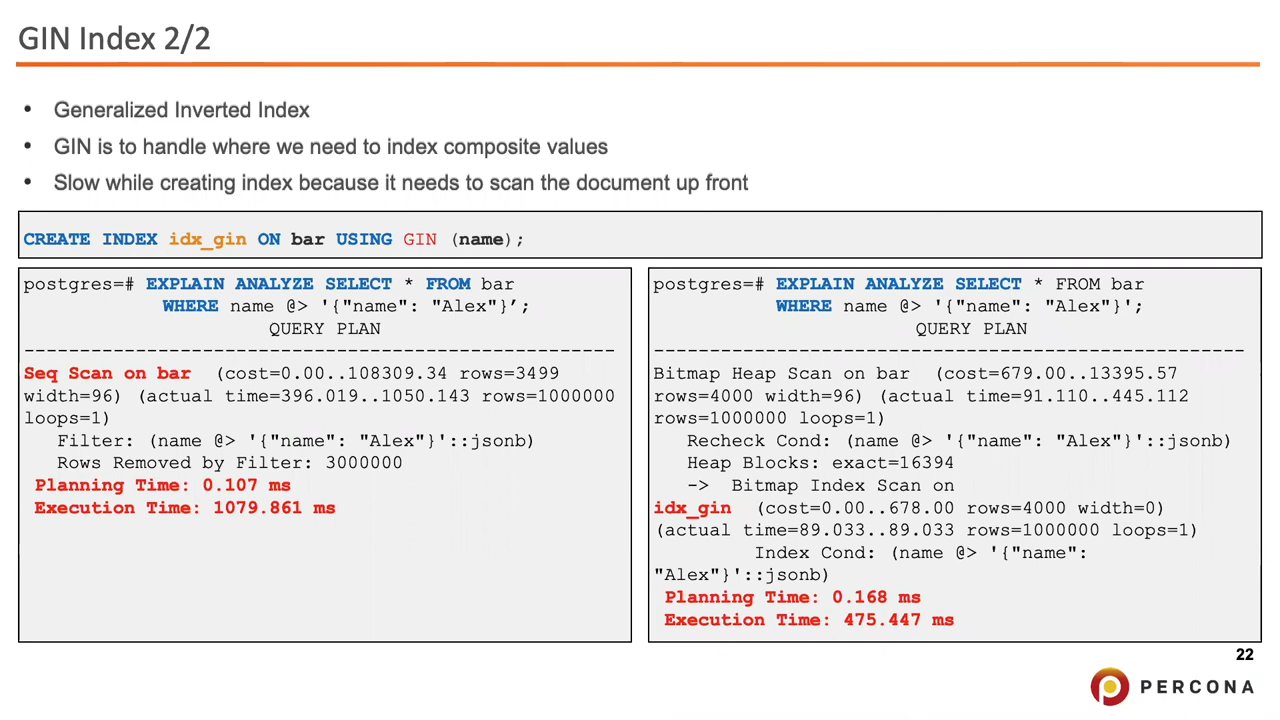 GIN Index 2/2
• Generalized Inverted Index
• GIN is to handle where we need to index composite values
• Slow while creating index because it needs to scan the document up front
CREATE INDEX idx_gin ON bar USING GIN (name);
postgres=# EXPLAIN ANALYZE SELECT * FROM bar
WHERE name @> '{"name": "Alex"}’;
QUERY PLAN
-----------------------------------------------------
Seq Scan on bar  (cost=0.00..108309.34 rows=3499
width=96) (actual time=396.019..1050.143 rows=1000000
loops=1)
Filter: (name @> '{"name": "Alex"}'::jsonb)
Rows Removed by Filter: 3000000
Planning Time: 0.107 ms
Execution Time: 1079.861 ms
postgres=# EXPLAIN ANALYZE SELECT * FROM bar
WHERE name @> '{"name": "Alex"}';
QUERY PLAN
-----------------------------------------------------
Bitmap Heap Scan on bar  (cost=679.00..13395.57
rows=4000 width=96) (actual time=91.110..445.112
rows=1000000 loops=1)
Recheck Cond: (name @> '{"name": "Alex"}'::jsonb)
Heap Blocks: exact=16394
->  Bitmap Index Scan on
idx_gin  (cost=0.00..678.00 rows=4000 width=0)
(actual time=89.033..89.033 rows=1000000 loops=1)
Index Cond: (name @> '{"name":
"Alex"}'::jsonb)
Planning Time: 0.168 ms
Execution Time: 475.447 ms
22
PERCONA